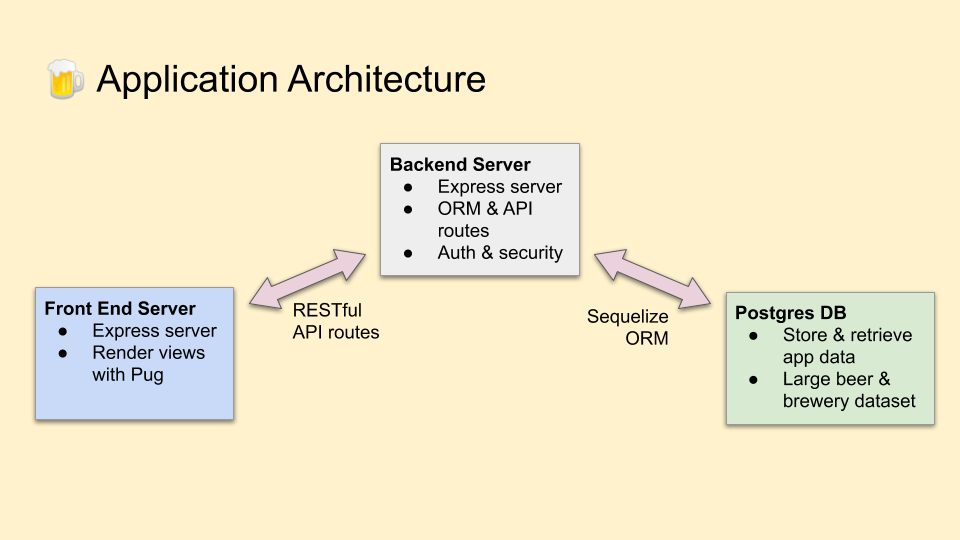 🍺 Application Architecture
Backend Server
● Express server
● ORM & API
routes
● Auth & security
Front End Server
● Express server
● Render views
with Pug
RESTful
API routes
Sequelize
ORM
Postgres DB
● Store & retrieve
app data
● Large beer &
brewery dataset